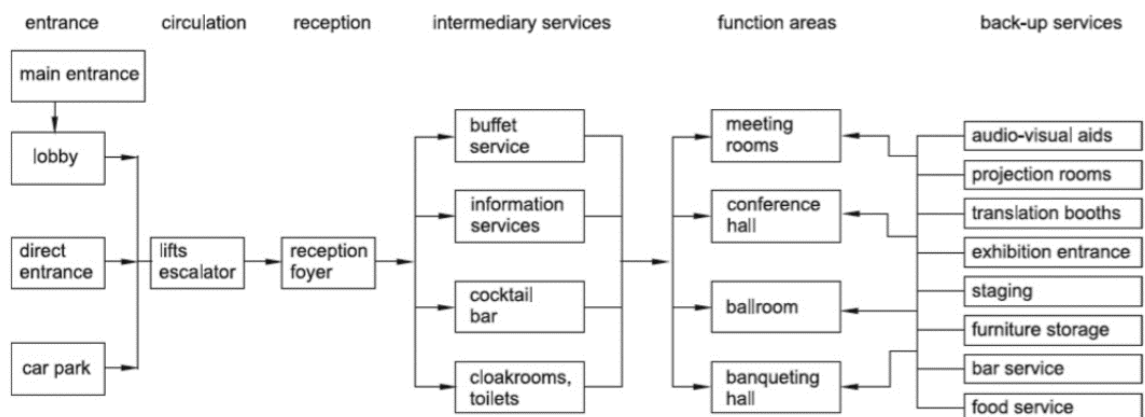 entrance
circulation
reception
intermediary services
function areas
back-up services
main entrance
lobby
direct
entrance
car park
lifts
escalator
reception
foyer
buffet
service
information
services
cocktail
bar
cloakrooms,
toilets
meeting
rooms
conference
hall
ballroom
banqueting
hall
audio-visual aids
projection rooms
translation booths
exhibition entrance
staging
furniture storage
bar service
food service